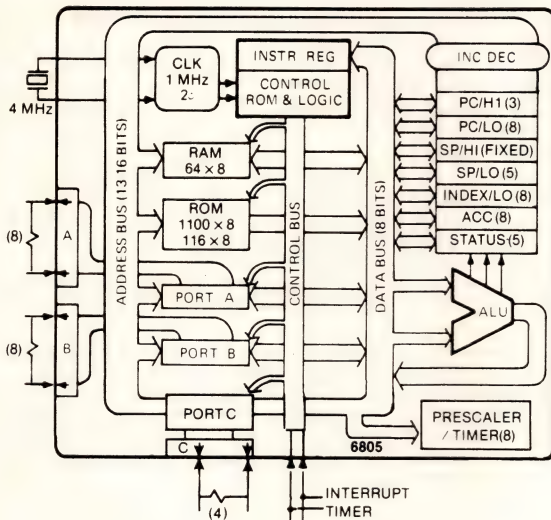 CLK
1 MHz
4 MHz
INSTR REG
CONTROL
ROM & LOGIC
INC DEC
PC/H1 (3)
PC/LO (8)
SP/HI (FIXED)
SP/LO (5)
INDEX/LO (8)
ACC (8)
STATUS (5)
ADDRESS BUS (13 16 BITS)
RAM
64 × 8
ROM
1100 × 8
116 × 8
CONTROL BUS
DATA BUS (8 BITS)
(8)
A
PORT A
ALU
(8)
B
PORT B
PORT C
C
6805
PRESCALER
/ TIMER (8)
(4)
INTERRUPT
TIMER